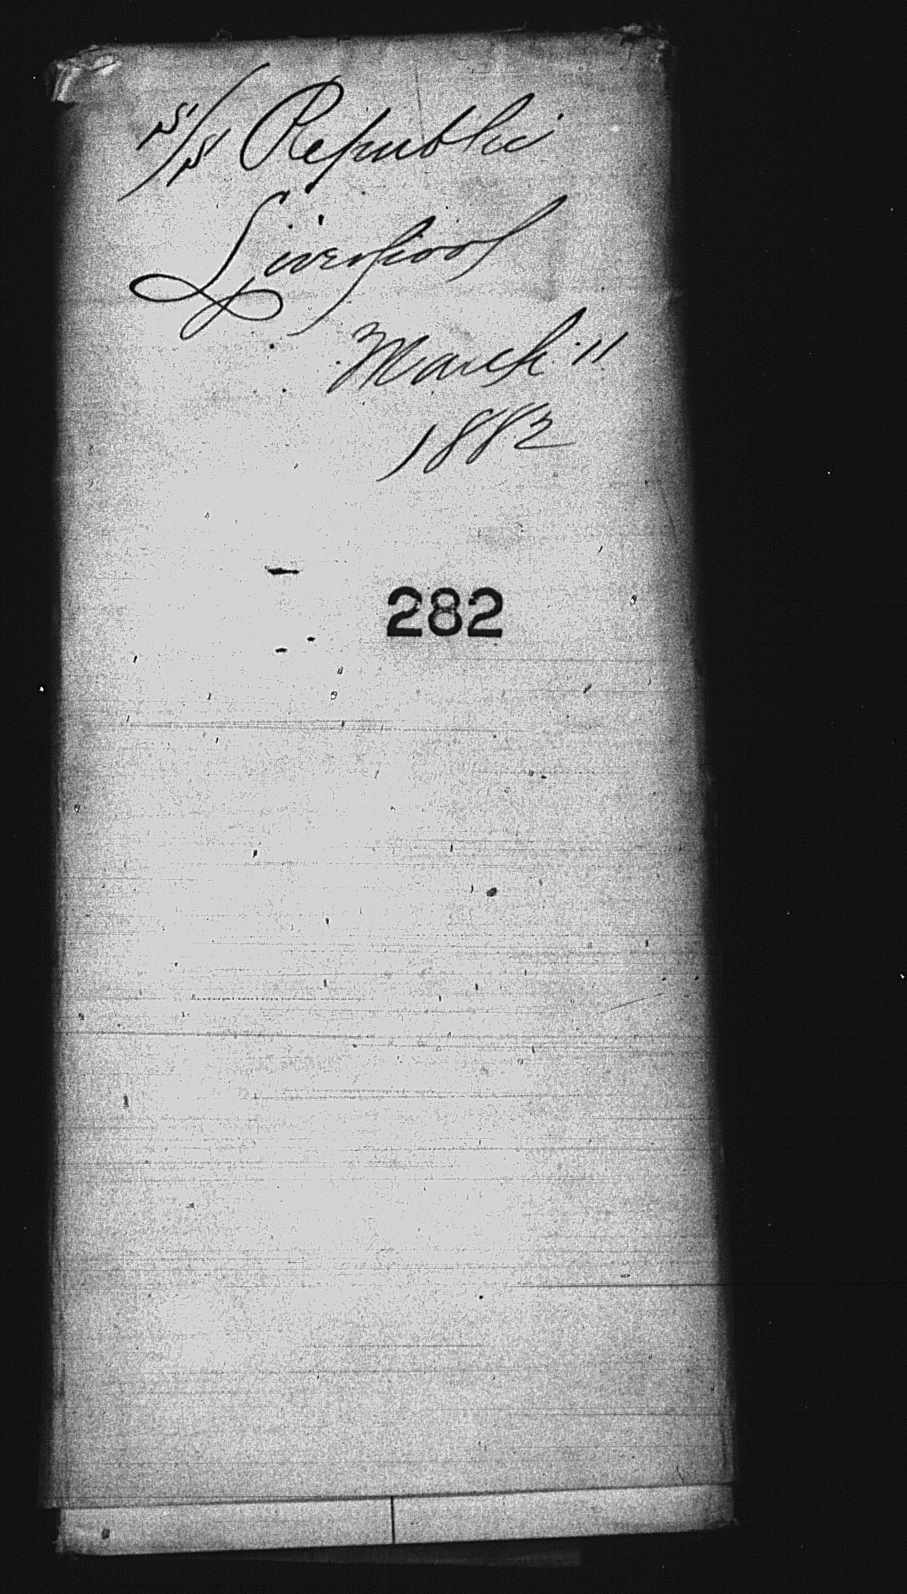 S/S Republic
Liverpool
March 11
1882
282